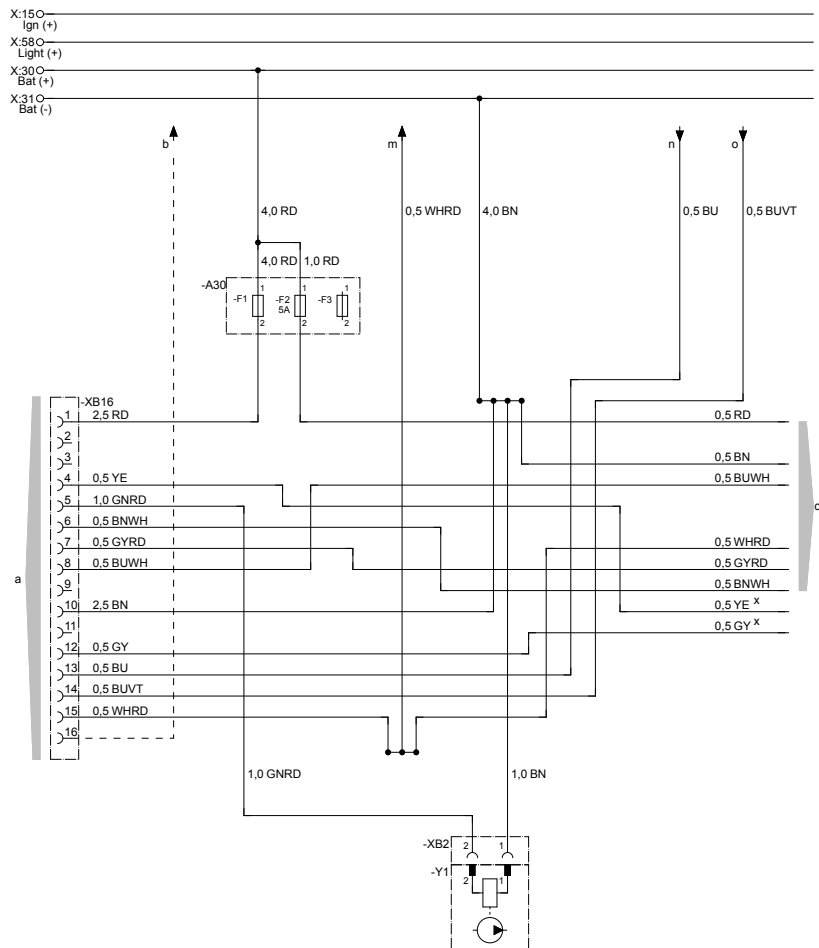 X:15
Ign (+)
X:58
Light (+)
X:30
Bat (+)
X:31
Bat (-)
b
m
n
o
4,0 RD
0,5 WHRD
4,0 BN
0,5 BU
0,5 BUVT
4,0 RD
1,0 RD
-A30
1
1
1
-F1
-F2
-F3
5A
2
2
2
-XB16
1
2,5 RD
0,5 RD
2
3
0,5 BN
4
0,5 YE
0,5 BUWH
5
1,0 GNRD
c
6
0,5 BNWH
7
0,5 GYRD
0,5 WHRD
8
0,5 BUWH
0,5 GYRD
a
9
0,5 BNWH
10
2,5 BN
0,5 YE x
11
0,5 GY x
12
0,5 GY
13
0,5 BU
14
0,5 BUVT
15
0,5 WHRD
16
1,0 GNRD
1,0 BN
-XB2
2
1
-Y1
2
1